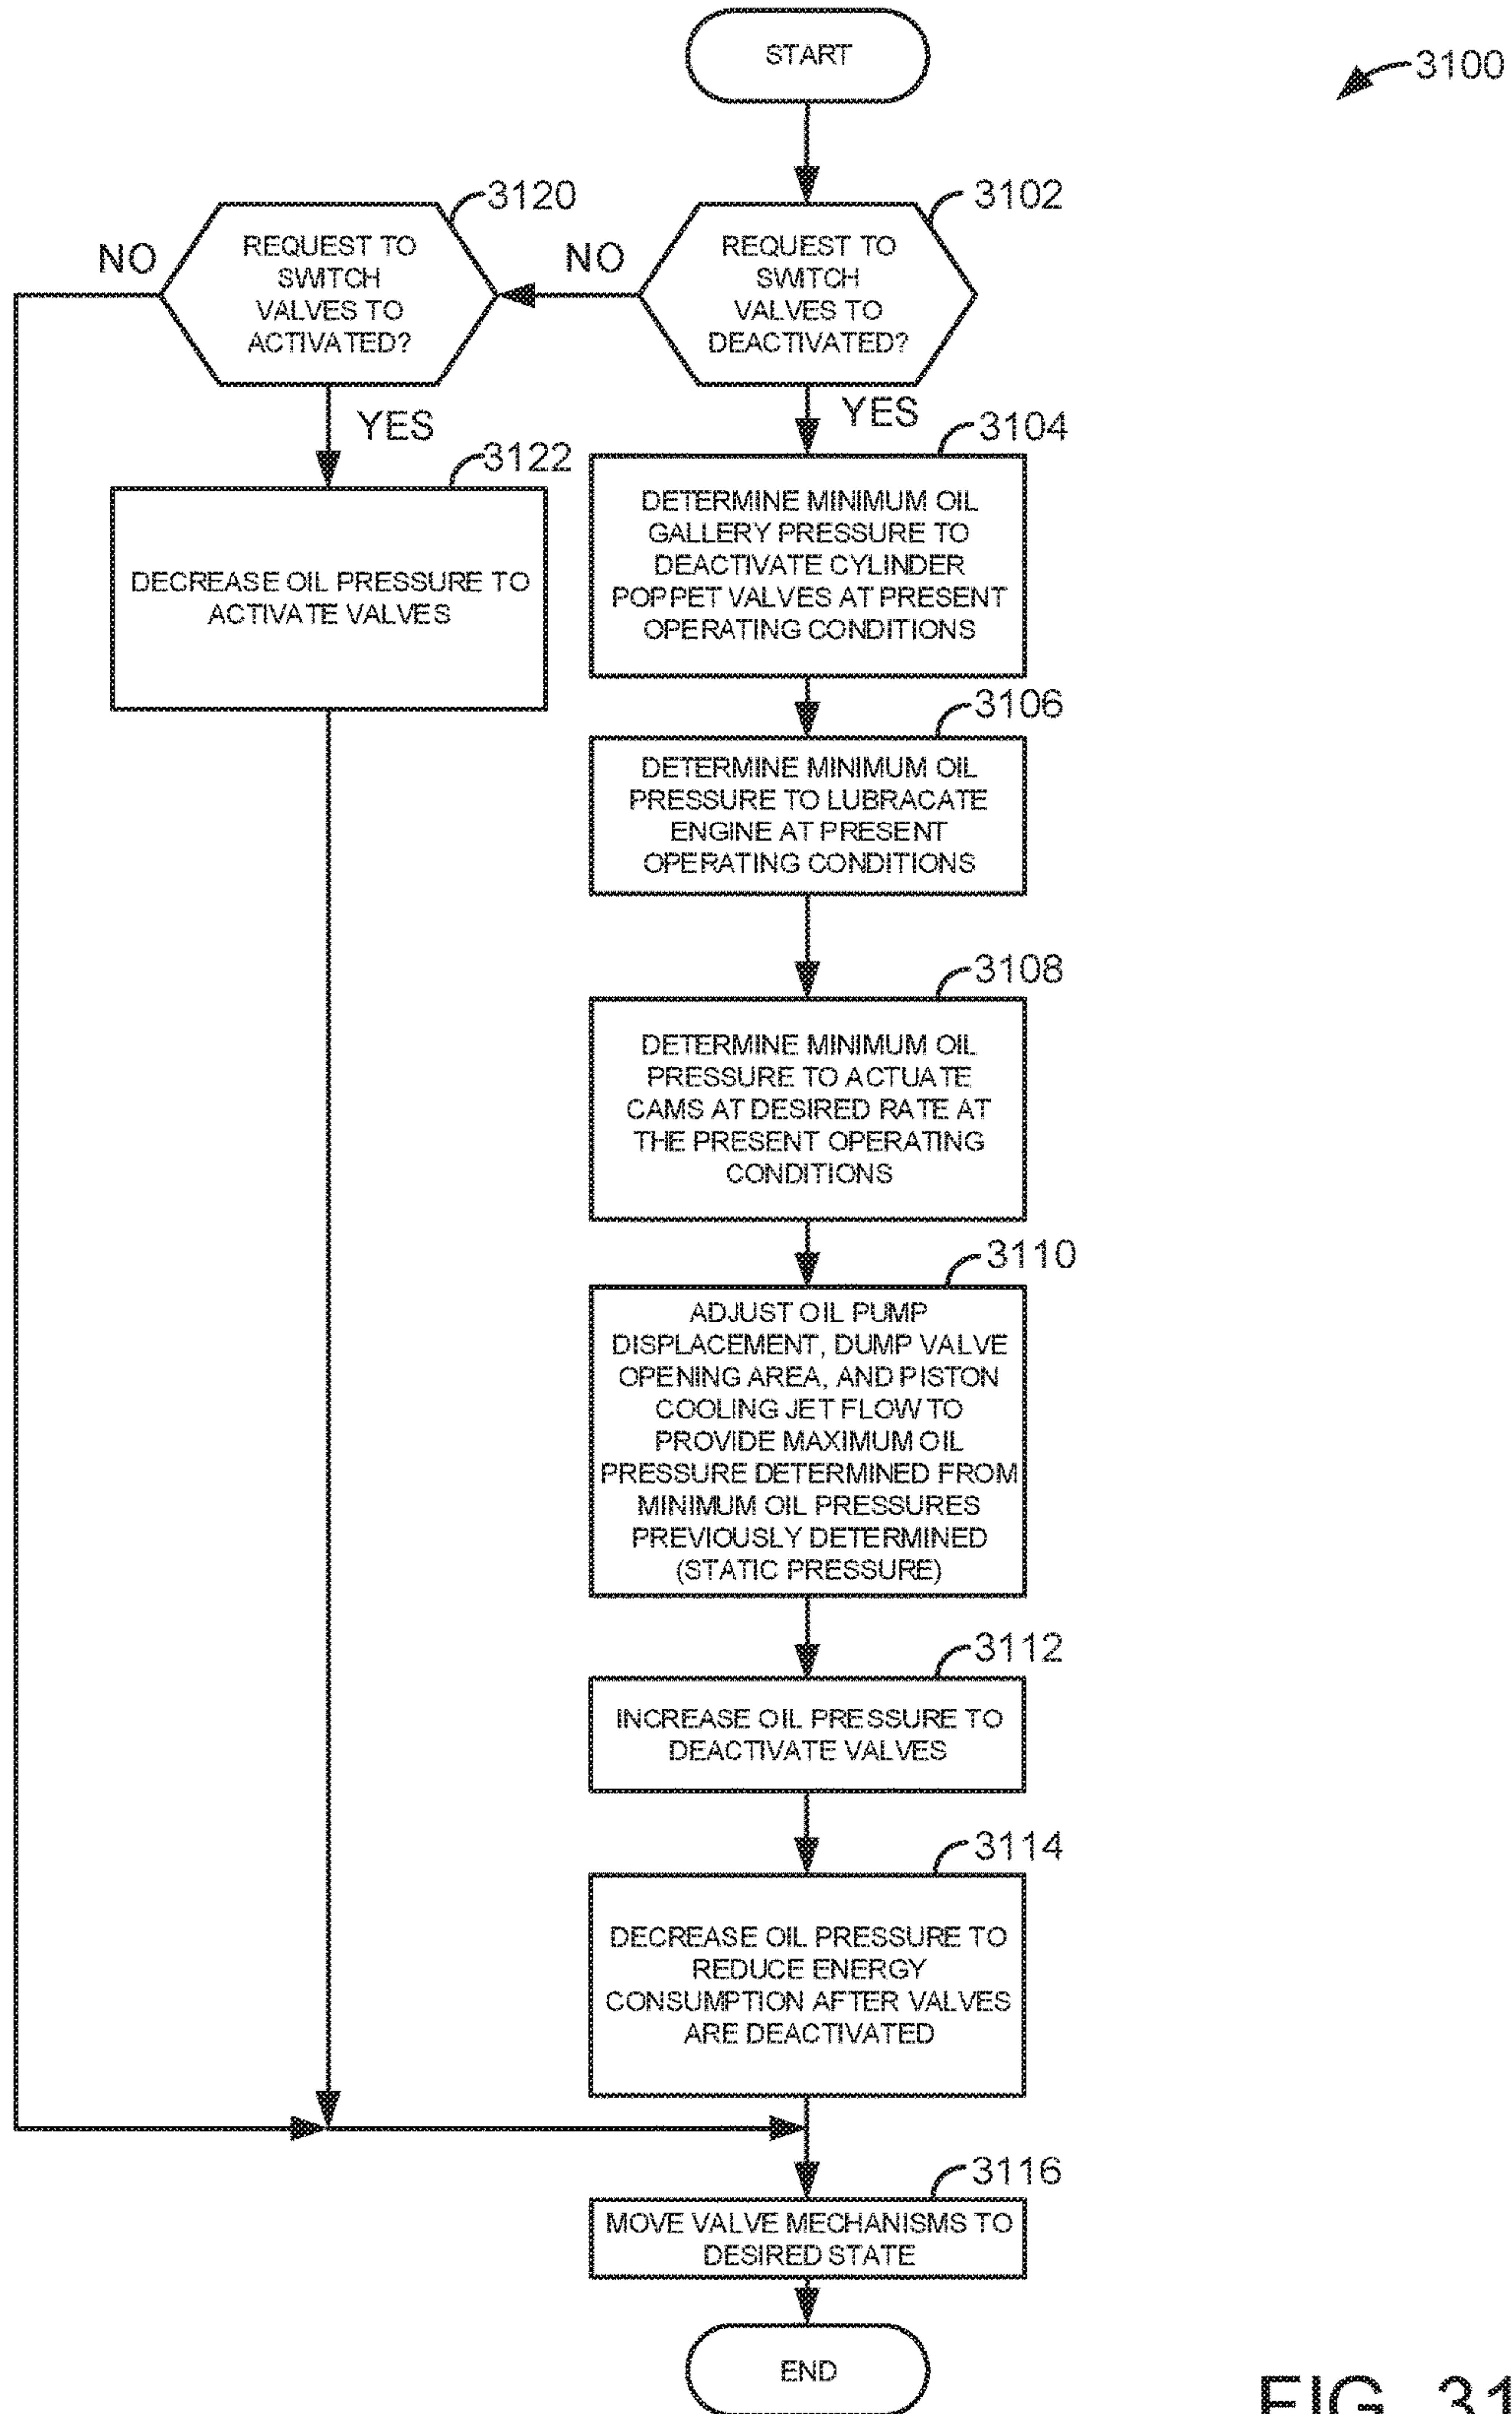 START
3100
3120
3102
NO
REQUEST TO
SWITCH
VALVES TO
ACTIVATED?
NO
REQUEST TO
SWITCH
VALVES TO
DEACTIVATED?
YES
YES
3122
DECREASE OIL PRESSURE TO
ACTIVATE VALVES
3104
DETERMINE MINIMUM OIL
GALLERY PRESSURE TO
DEACTIVATE CYLINDER
POPPET VALVES AT PRESENT
OPERATING CONDITIONS
3106
DETERMINE MINIMUM OIL
PRESSURE TO LUBRACATE
ENGINE AT PRESENT
OPERATING CONDITIONS
3108
DETERMINE MINIMUM OIL
PRESSURE TO ACTUATE
CAMS AT DESIRED RATE AT
THE PRESENT OPERATING
CONDITIONS
3110
ADJUST OIL PUMP
DISPLACEMENT, DUMP VALVE
OPENING AREA, AND PISTON
COOLING JET FLOW TO
PROVIDE MAXIMUM OIL
PRESSURE DETERMINED FROM
MINIMUM OIL PRESSURES
PREVIOUSLY DETERMINED
(STATIC PRESSURE)
3112
INCREASE OIL PRESSURE TO
DEACTIVATE VALVES
3114
DECREASE OIL PRESSURE TO
REDUCE ENERGY
CONSUMPTION AFTER VALVES
ARE DEACTIVATED
3116
MOVE VALVE MECHANISMS TO
DESIRED STATE
END
FIG. 31